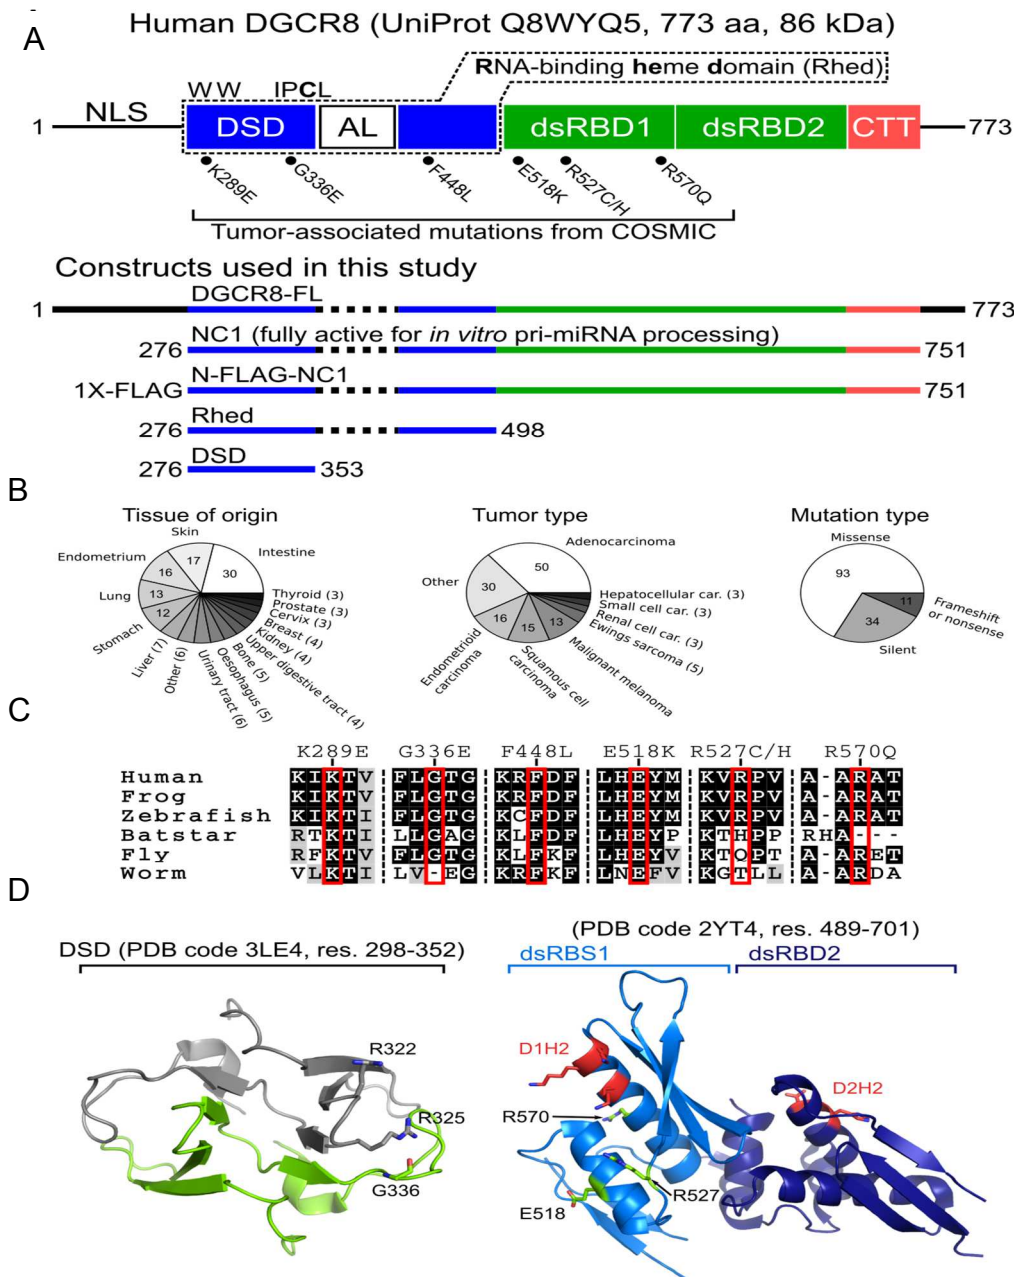 A
Human DGCR8 (UniProt Q8WYQ5, 773 aa, 86 kDa)
RNA-binding heme domain (Rhed)
WW IPCL
NLS
1 DSD AL dsRBD1 dsRBD2 CTT 773
K289E G336E F448L E518K R527C/H R570Q
Tumor-associated mutations from COSMIC
Constructs used in this study
DGCR8-FL
1 773
NC1 (fully active for in vitro pri-miRNA processing)
276 751
N-FLAG-NC1
1X-FLAG 751
Rhed
276 498
DSD
276 353
B
Tissue of origin
Skin
17
Intestine
30
Endometrium
16
Lung
13
Stomach
12
Liver (7)
Other (6)
Urinary tract (6)
Oesophagus (5)
Bone (5)
Upper digestive tract (4)
Kidney (4)
Breast (4)
Cervix (3)
Prostate (3)
Thyroid (3)
Tumor type
Adenocarcinoma
50
Other
30
Endometrioid
carcinoma
16
Squamous cell
carcinoma
15
Malignant melanoma
13
Ewings sarcoma (5)
Renal cell car. (3)
Small cell car. (3)
Hepatocellular car. (3)
Mutation type
Missense
93
Frameshift
or nonsense
11
Silent
34
C
K289E G336E F448L E518K R527C/H R570Q
Human KIKTV FLGTG KRFDF LHEYM KVRPV A-ARAT
Frog KIKTV FLGTG KRFDF LHEYM KVRPV A-ARAT
Zebrafish KIKTI FLGTG KCFDF LHEYM KVRPV A-ARAT
Batstar RTKTI LLGAG KLFDF LHEYP KTHPP RHA---
Fly RFKTV FLGTG KLFKF LHEYV KTQPT A-ARET
Worm VLKTI LV-EG KRFKF LNEFV KGTLL A-ARDA
D
DSD (PDB code 3LE4, res. 298-352)
R322
R325
G336
(PDB code 2YT4, res. 489-701)
dsRBS1 dsRBD2
D1H2
D2H2
R570
R527
E518